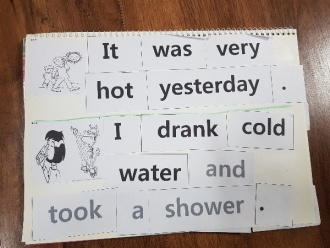 It was very
hot yesterday .
I drank cold
water and
took a shower .